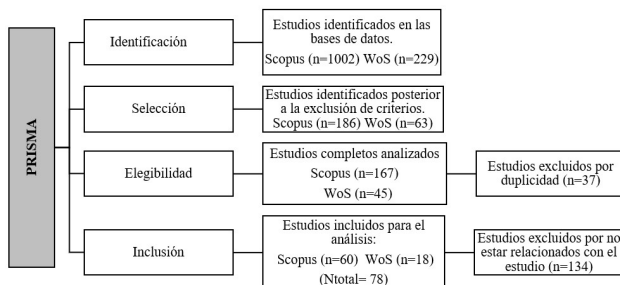 PRISMA
Identificación
Estudios identificados en las
bases de datos.
Scopus (n=1002) WoS (n=229)
Selección
Estudios identificados posterior
a la exclusión de criterios.
Scopus (n=186) WoS (n=63)
Elegibilidad
Estudios completos analizados
Scopus (n=167)
WoS (n=45)
Estudios excluidos por
duplicidad (n=37)
Inclusión
Estudios incluidos para el
análisis:
Scopus (n=60) WoS (n=18)
(Ntotal= 78)
Estudios excluidos por no
estar relacionados con el
estudio (n=134)